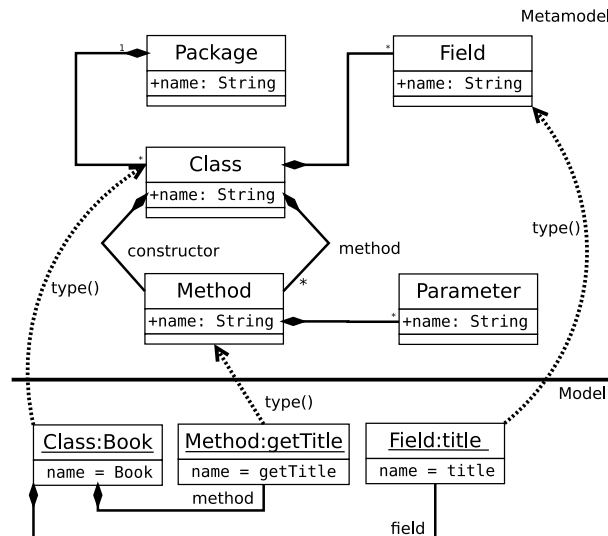 Metamodel
Package
+name: String
1
*
Field
+name: String
*
Class
+name: String
constructor
method
type()
type()
Method
+name: String
*
Parameter
+name: String
*
type()
Model
Class:Book
name = Book
Method:getTitle
name = getTitle
Field:title
name = title
method
field